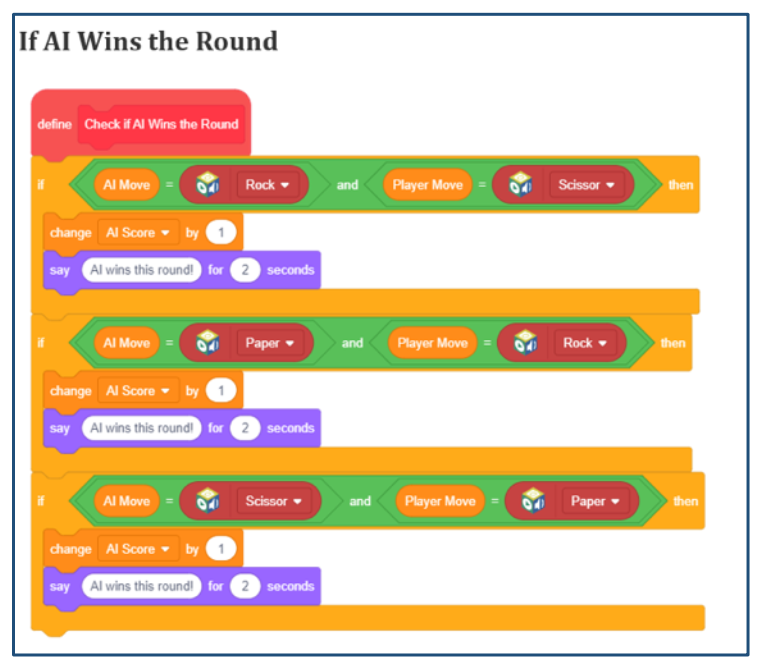 If AI Wins the Round
define Check if AI Wins the Round
if AI Move = Rock and Player Move = Scissor then
change AI Score by 1
say AI wins this round! for 2 seconds
if AI Move = Paper and Player Move = Rock then
change AI Score by 1
say AI wins this round! for 2 seconds
if AI Move = Scissor and Player Move = Paper then
change AI Score by 1
say AI wins this round! for 2 seconds